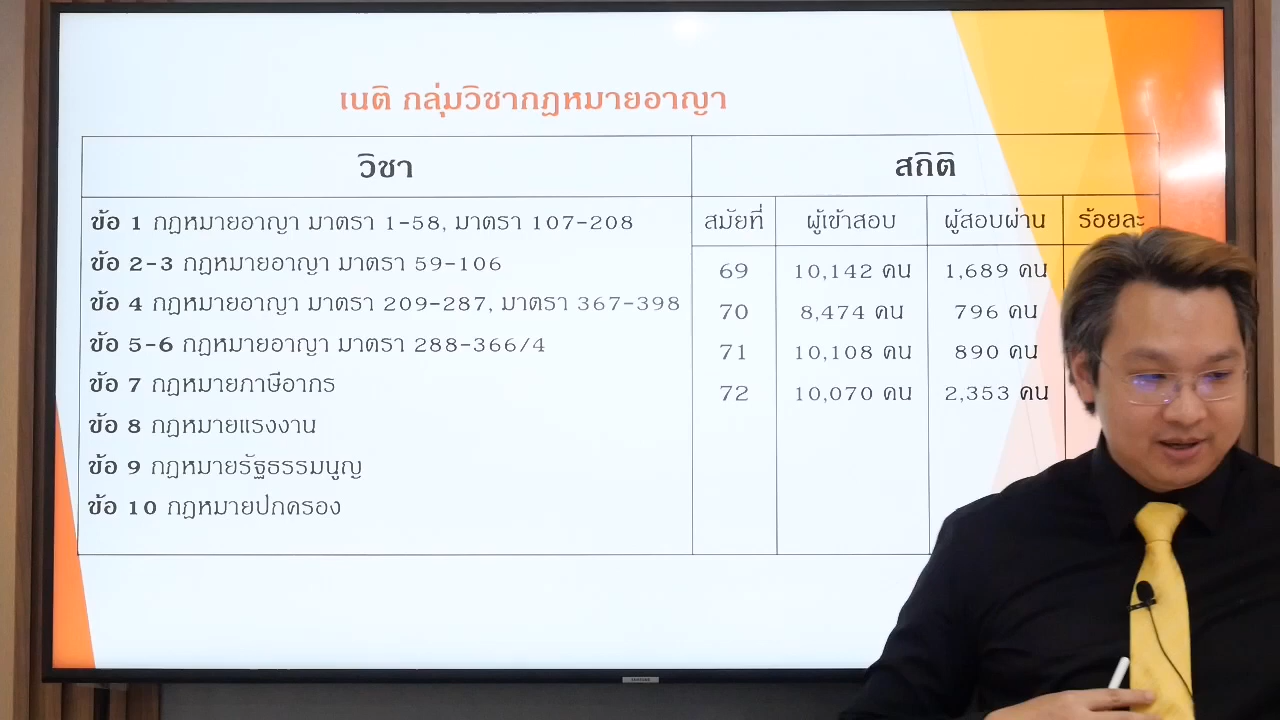 เนติ กลุ่มวิชากฎหมายอาญา
วิชา
สถิติ
ข้อ 1 กฎหมายอาญา มาตรา 1-58, มาตรา 107-208
ข้อ 2-3 กฎหมายอาญา มาตรา 59-106
ข้อ 4 กฎหมายอาญา มาตรา 209-287, มาตรา 367-398
ข้อ 5-6 กฎหมายอาญา มาตรา 288-366/4
ข้อ 7 กฎหมายภาษีอากร
ข้อ 8 กฎหมายแรงงาน
ข้อ 9 กฎหมายรัฐธรรมนูญ
ข้อ 10 กฎหมายปกครอง
สมัยที่ ผู้เข้าสอบ ผู้สอบผ่าน ร้อยละ
69 10,142 คน 1,689 คน
70 8,474 คน 796 คน
71 10,108 คน 890 คน
72 10,070 คน 2,353 คน
SAMSUNG